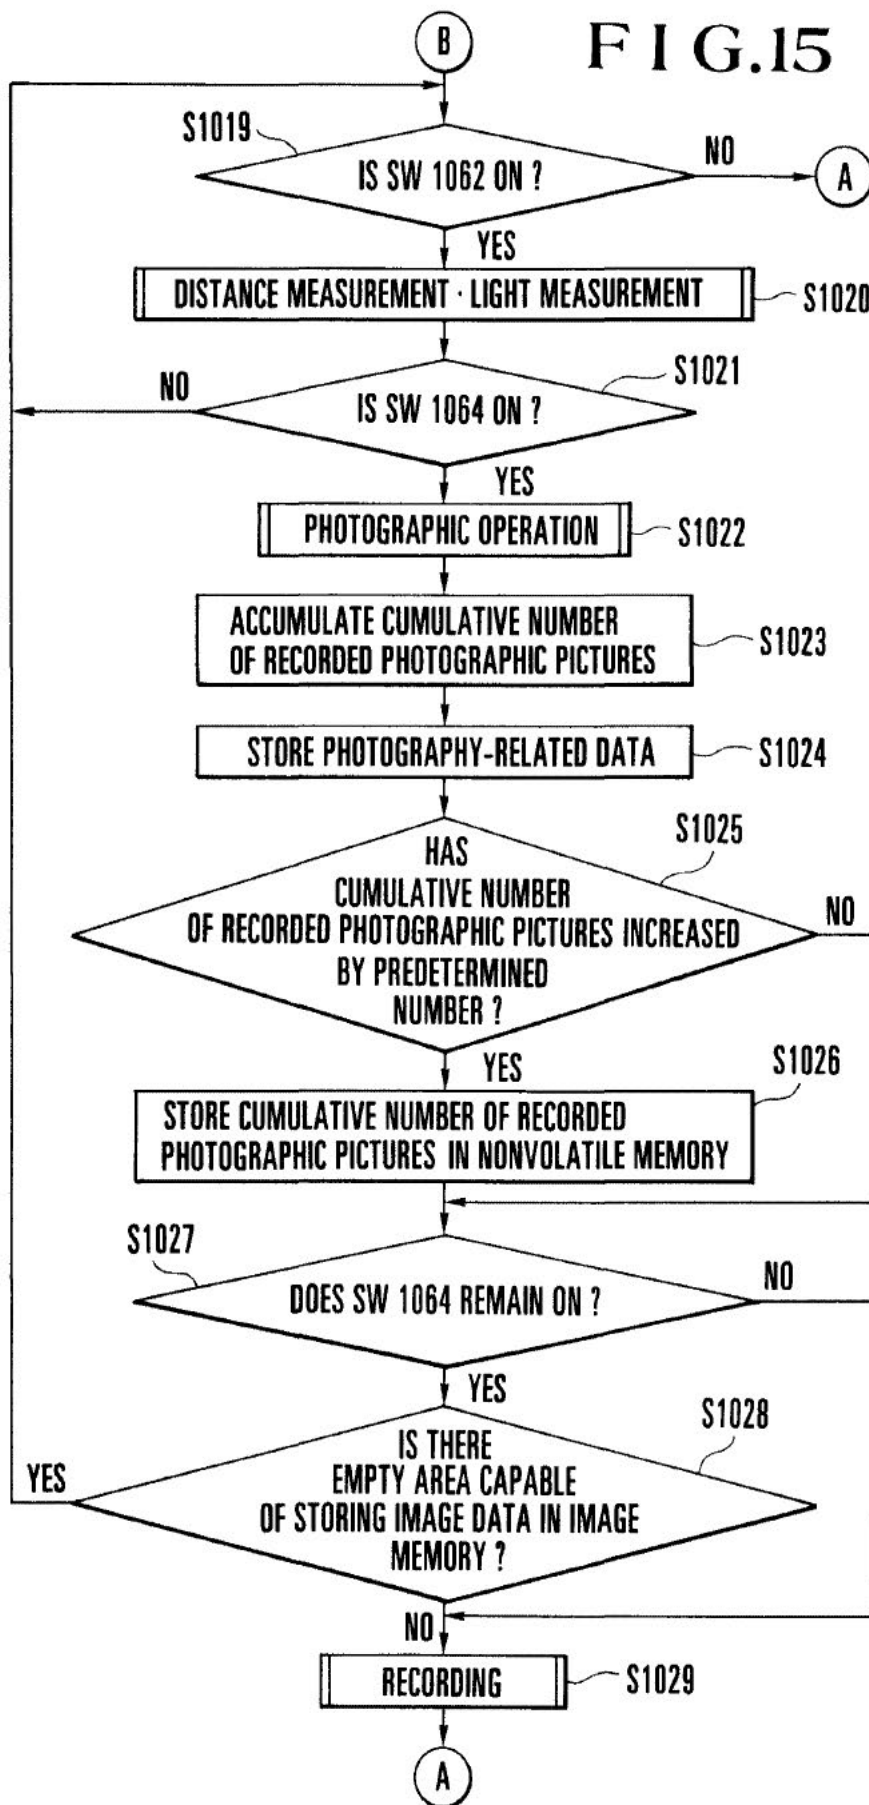 B
FIG.15
S1019
IS SW 1062 ON ?
NO
A
YES
DISTANCE MEASUREMENT · LIGHT MEASUREMENT
S1020
NO
S1021
IS SW 1064 ON ?
YES
PHOTOGRAPHIC OPERATION
S1022
ACCUMULATE CUMULATIVE NUMBER
OF RECORDED PHOTOGRAPHIC PICTURES
S1023
STORE PHOTOGRAPHY-RELATED DATA
S1024
S1025
HAS
CUMULATIVE NUMBER
OF RECORDED PHOTOGRAPHIC PICTURES INCREASED
BY PREDETERMINED
NUMBER ?
NO
YES
S1026
STORE CUMULATIVE NUMBER OF RECORDED
PHOTOGRAPHIC PICTURES IN NONVOLATILE MEMORY
S1027
DOES SW 1064 REMAIN ON ?
NO
YES
S1028
IS THERE
EMPTY AREA CAPABLE
OF STORING IMAGE DATA IN IMAGE
MEMORY ?
YES
NO
RECORDING
S1029
A